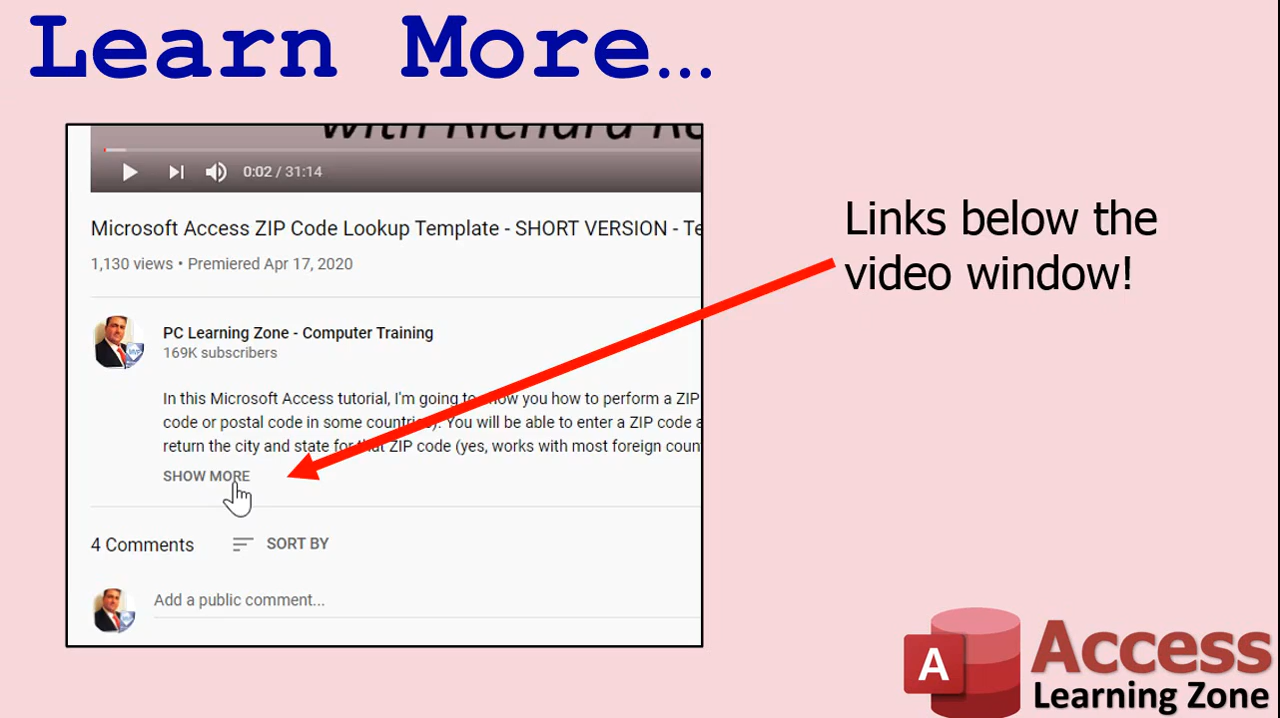 Learn More...
with Richard
0:02 / 31:14
Microsoft Access ZIP Code Lookup Template - SHORT VERSION -
1,130 views • Premiered Apr 17, 2020
PC Learning Zone - Computer Training
169K subscribers
In this Microsoft Access tutorial, I'm going to show you how to perform a ZIP
code or postal code in some countries). You will be able to enter a ZIP code
return the city and state for that ZIP code (yes, works with most foreign
SHOW MORE
4 Comments
SORT BY
Add a public comment...
Links below the
video window!
A
Access
Learning Zone